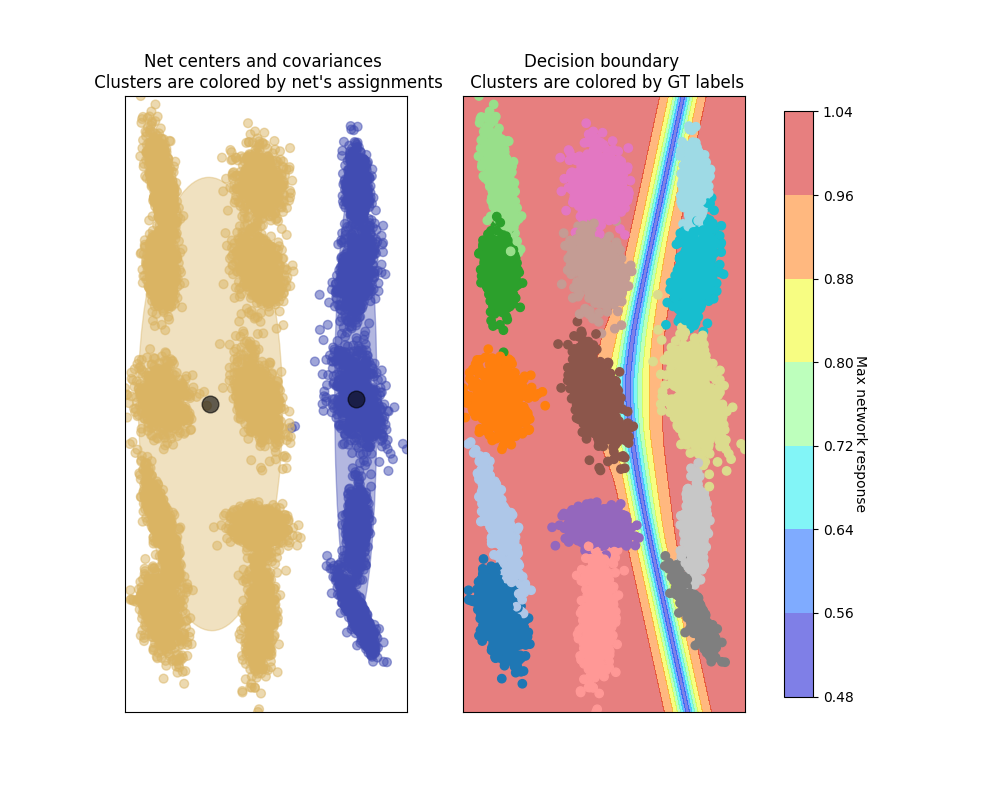 Net centers and covariances
Clusters are colored by net's assignments
Decision boundary
Clusters are colored by GT labels
1.04
0.96
0.88
0.80
0.72
0.64
0.56
0.48
Max network response